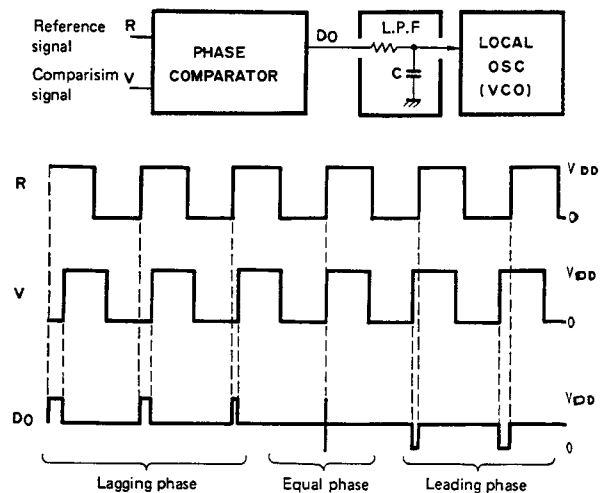 Reference signal R
Comparisim signal V
PHASE COMPARATOR
DO
L.P.F
C
LOCAL OSC (VCO)
R
VDD
0
V
VDD
0
DO
VDD
0
Lagging phase
Equal phase
Leading phase